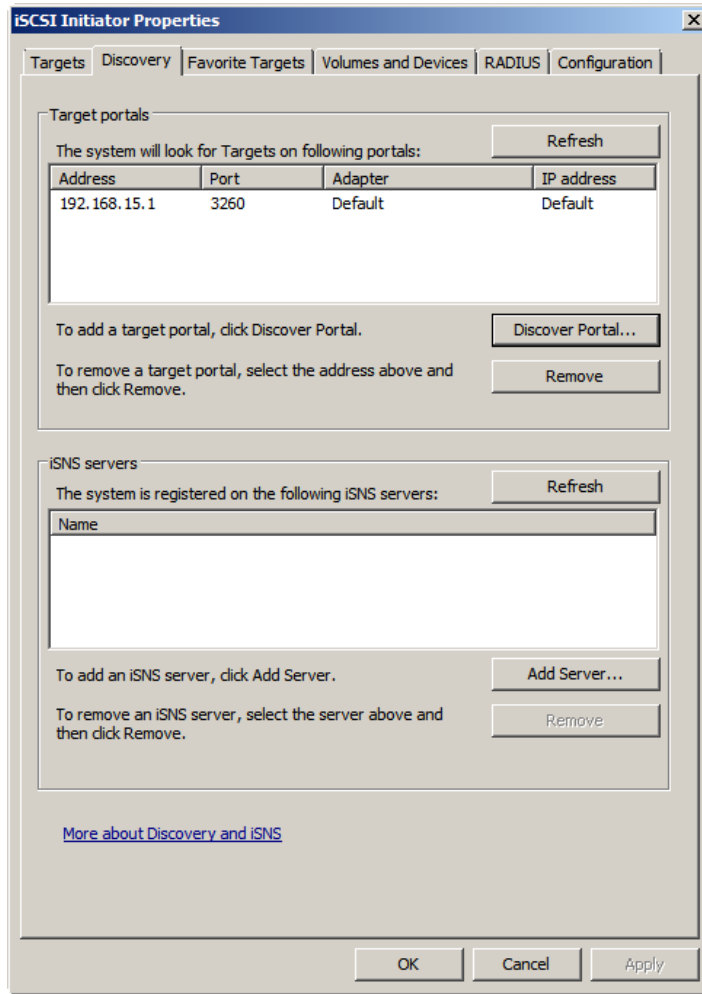 iSCSI Initiator Properties
Targets Discovery Favorite Targets Volumes and Devices RADIUS Configuration
Target portals
The system will look for Targets on following portals: Refresh
Address Port Adapter IP address
192.168.15.1 3260 Default Default
To add a target portal, click Discover Portal. Discover Portal...
To remove a target portal, select the address above and
then click Remove.
Remove
iSNS servers
The system is registered on the following iSNS servers: Refresh
Name
To add an iSNS server, click Add Server. Add Server...
To remove an iSNS server, select the server above and
then click Remove.
Remove
More about Discovery and iSNS
OK Cancel Apply